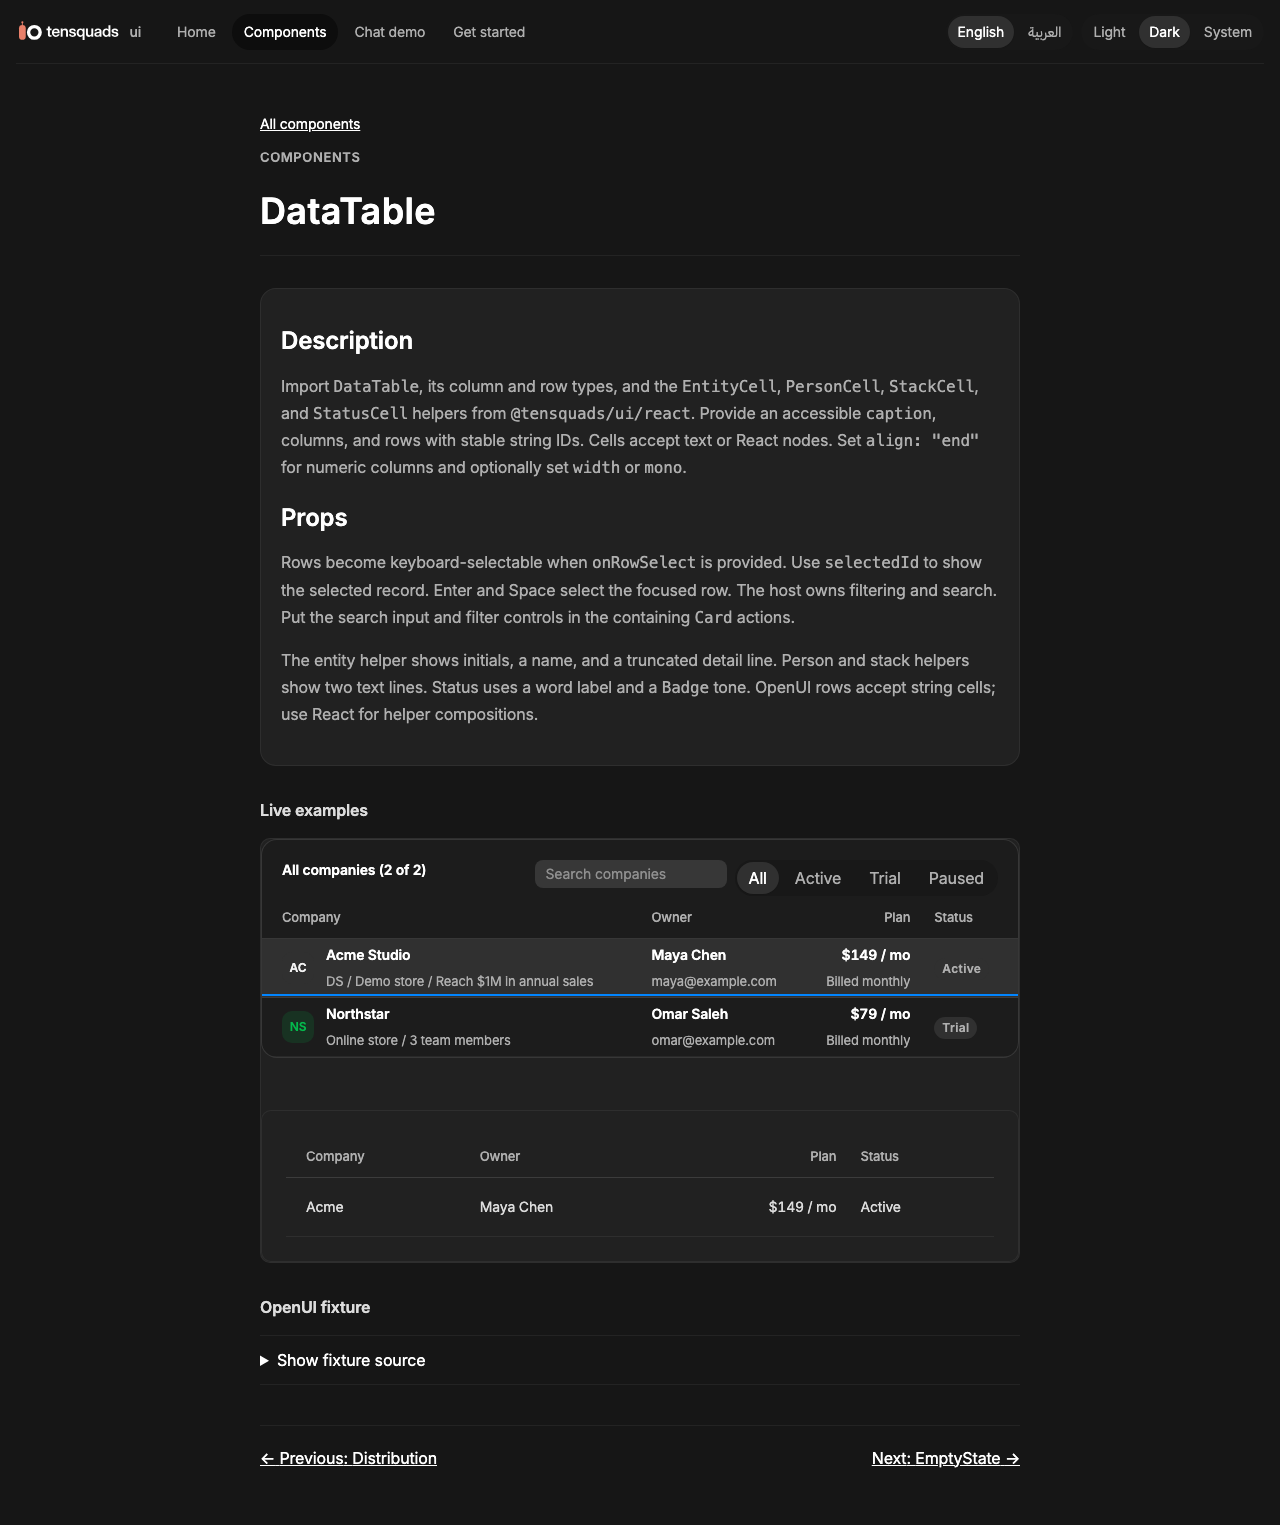 tensquads ui
Home
Components
Chat demo
Get started
English
العربية
Light
Dark
System
All components
COMPONENTS
DataTable
Description
Import DataTable, its column and row types, and the EntityCell, PersonCell, StackCell,
and StatusCell helpers from @tensquads/ui/react. Provide an accessible caption,
columns, and rows with stable string IDs. Cells accept text or React nodes. Set align: "end"
for numeric columns and optionally set width or mono.
Props
Rows become keyboard-selectable when onRowSelect is provided. Use selectedId to show
the selected record. Enter and Space select the focused row. The host owns filtering and search.
Put the search input and filter controls in the containing Card actions.
The entity helper shows initials, a name, and a truncated detail line. Person and stack helpers
show two text lines. Status uses a word label and a Badge tone. OpenUI rows accept string cells;
use React for helper compositions.
Live examples
All companies (2 of 2)
Search companies
All
Active
Trial
Paused
Company Owner Plan Status
AC
Acme Studio Maya Chen $149 / mo
DS / Demo store / Reach $1M in annual sales maya@example.com Billed monthly
Active
NS
Northstar Omar Saleh $79 / mo
Online store / 3 team members omar@example.com Billed monthly
Trial
Company Owner Plan Status
Acme Maya Chen $149 / mo Active
OpenUI fixture
▶ Show fixture source
← Previous: Distribution
Next: EmptyState →